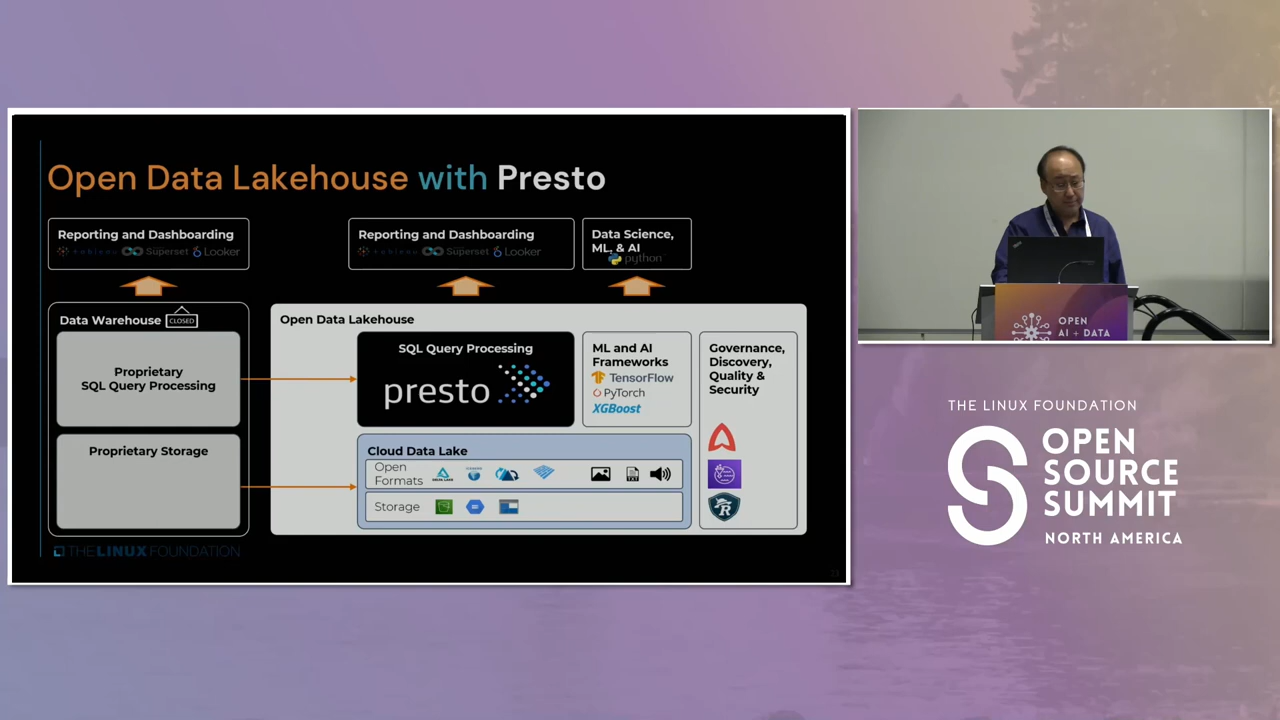 Open Data Lakehouse with Presto
Reporting and Dashboarding
tableau Superset Looker
Reporting and Dashboarding
tableau Superset Looker
Data Science,
ML, & AI
python
Data Warehouse CLOSED
Proprietary
SQL Query Processing
Proprietary Storage
Open Data Lakehouse
SQL Query Processing
presto
ML and AI
Frameworks
TensorFlow
PyTorch
XGBoost
Governance,
Discovery,
Quality &
Security
Cloud Data Lake
Open
Formats
DELTA LAKE
TXT
Storage
R
THE LINUX FOUNDATION
OPEN
AI + DATA
THE LINUX FOUNDATION
OPEN
SOURCE
SUMMIT
NORTH AMERICA